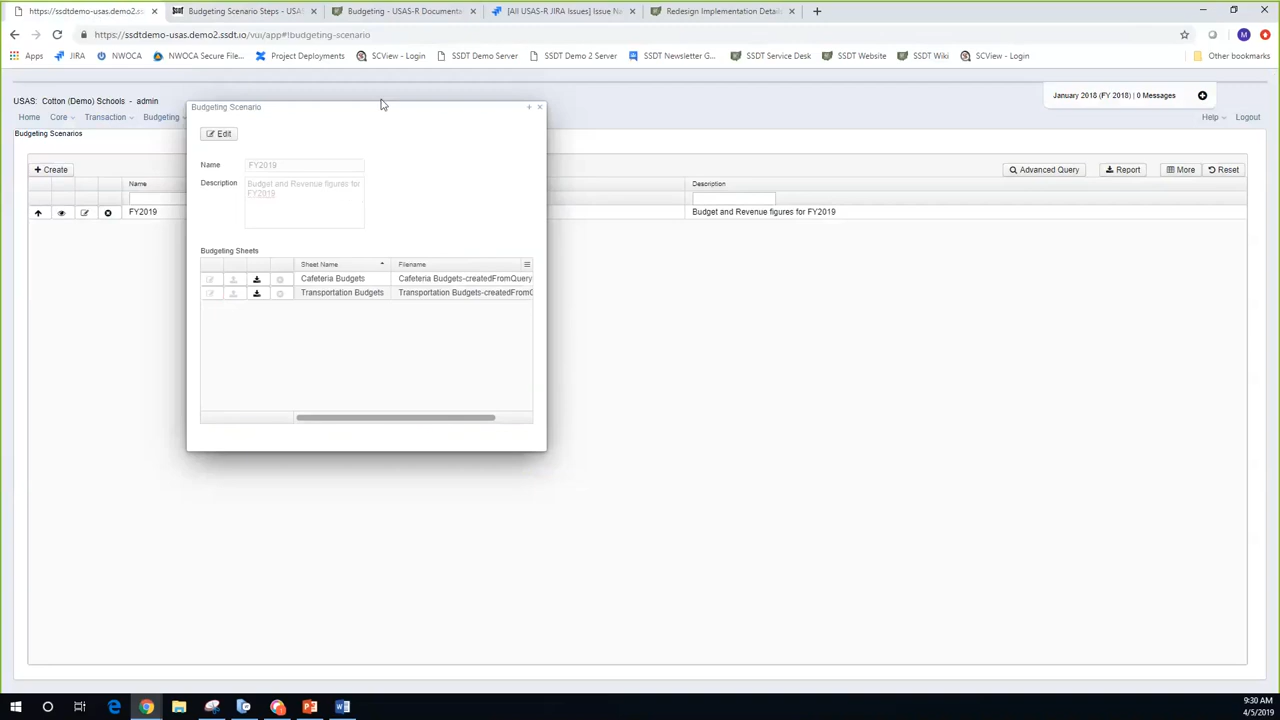 https://ssdtdemo-usas.demo2.ss
Budgeting Scenario Steps - USAS
Budgeting - USAS-R Documenta
[All USAS-R JIRA Issues] Issue Na
Redesign Implementation Detail
https://ssdtdemo-usas.demo2.ssdt.io/vui/app#!budgeting-scenario
M
Apps
JIRA
NWOCA
NWOCA Secure File...
Project Deployments
SCView - Login
SSDT Demo Server
SSDT Demo 2 Server
SSDT Newsletter G...
SSDT Service Desk
SSDT Website
SSDT Wiki
SCView - Login
Other bookmarks
USAS: Cotton (Demo) Schools - admin
January 2018 (FY 2018) | 0 Messages
Home Core Transaction Budgeting
Help Logout
Budgeting Scenarios
Create
Advanced Query
Report
More
Reset
Name
Description
FY2019
Budget and Revenue figures for FY2019
Budgeting Scenario
Edit
Name
FY2019
Description
Budget and Revenue figures for
FY2019
Budgeting Sheets
Sheet Name
Filename
Cafeteria Budgets
Cafeteria Budgets-createdFromQuery
Transportation Budgets
Transportation Budgets-createdFromQ
9:30 AM
4/5/2019